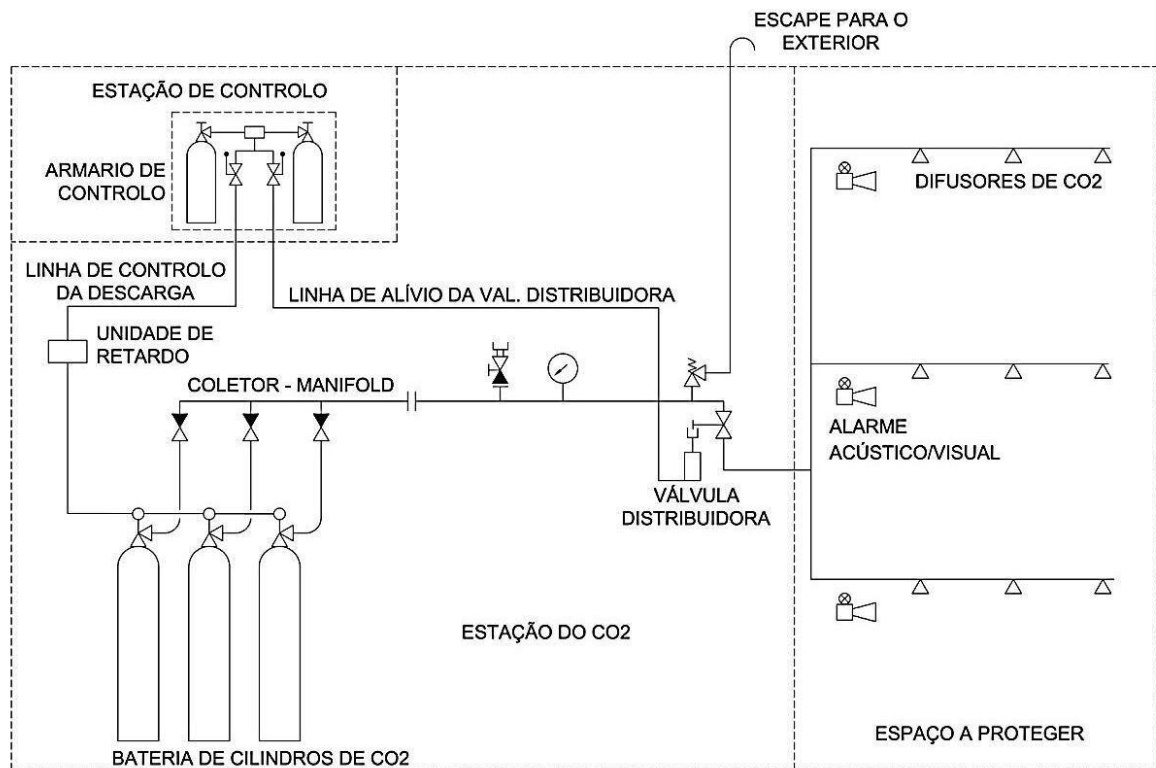 ESCAPE PARA O
EXTERIOR
ESTAÇÃO DE CONTROLO
ARMARIO DE
CONTROLO
DIFUSORES DE CO2
LINHA DE CONTROLO
DA DESCARGA
LINHA DE ALÍVIO DA VAL. DISTRIBUIDORA
UNIDADE DE
RETARDO
COLETOR - MANIFOLD
ALARME
ACÚSTICO/VISUAL
VÁLVULA
DISTRIBUIDORA
ESTAÇÃO DO CO2
ESPAÇO A PROTEGER
BATERIA DE CILINDROS DE CO2